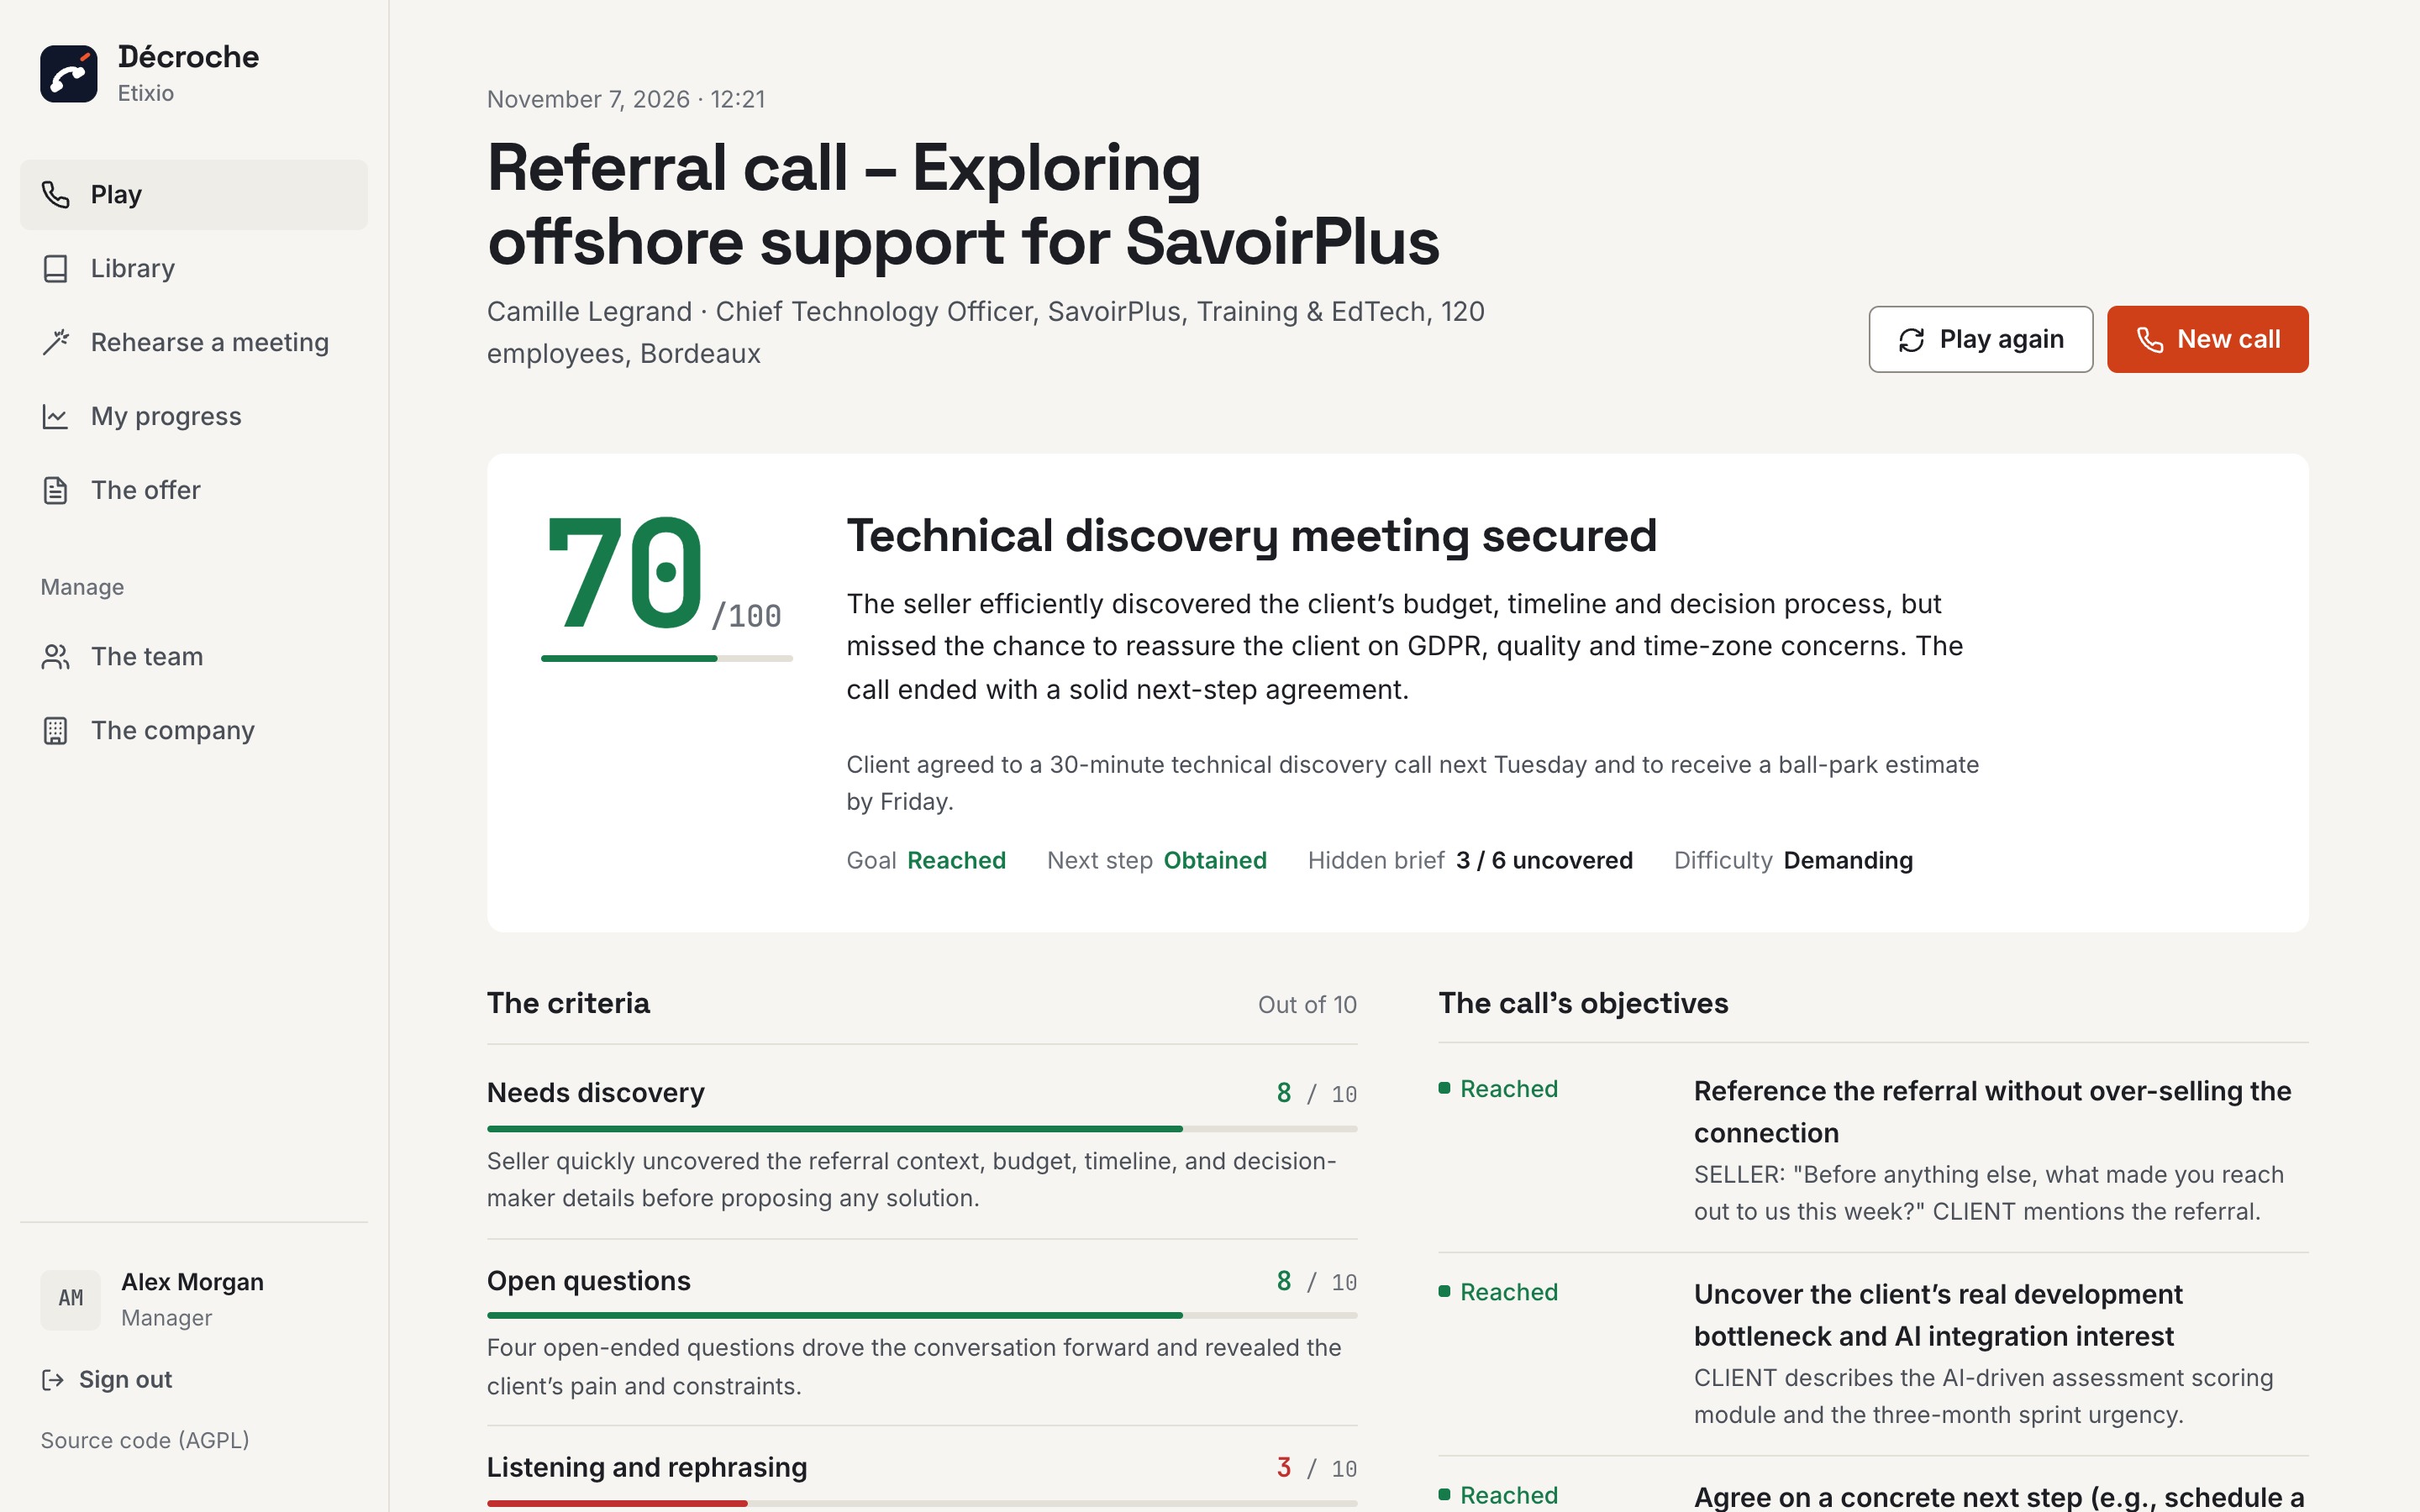 Décroche
Etixio
Play
Library
Rehearse a meeting
My progress
The offer
Manage
The team
The company
AM
Alex Morgan
Manager
Sign out
Source code (AGPL)
November 7, 2026 · 12:21
Referral call – Exploring
offshore support for SavoirPlus
Camille Legrand · Chief Technology Officer, SavoirPlus, Training & EdTech, 120
employees, Bordeaux
Play again
New call
70/100
Technical discovery meeting secured
The seller efficiently discovered the client’s budget, timeline and decision process, but
missed the chance to reassure the client on GDPR, quality and time-zone concerns. The
call ended with a solid next-step agreement.
Client agreed to a 30-minute technical discovery call next Tuesday and to receive a ball-park estimate
by Friday.
Goal Reached Next step Obtained Hidden brief 3 / 6 uncovered Difficulty Demanding
The criteria Out of 10
Needs discovery 8 / 10
Seller quickly uncovered the referral context, budget, timeline, and decision-
maker details before proposing any solution.
Open questions 8 / 10
Four open-ended questions drove the conversation forward and revealed the
client’s pain and constraints.
Listening and rephrasing 3 / 10
The call’s objectives
Reached
Reference the referral without over-selling the
connection
SELLER: "Before anything else, what made you reach
out to us this week?" CLIENT mentions the referral.
Reached
Uncover the client’s real development
bottleneck and AI integration interest
CLIENT describes the AI-driven assessment scoring
module and the three-month sprint urgency.
Reached
Agree on a concrete next step (e.g., schedule a